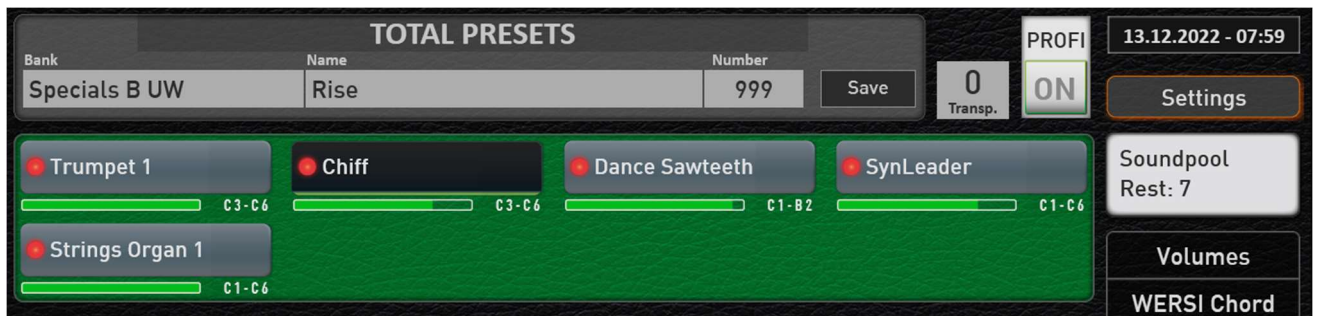 TOTAL PRESETS
Bank Name Number
Specials B UW Rise 999 Save
0
Transp.
PROFI
ON
13.12.2022 - 07:59
Settings
Trumpet 1 Chiff Dance Sawteeth SynLeader
C3-C6 C3-C6 C1-B2 C1-C6
Strings Organ 1
C1-C6
Soundpool
Rest: 7
Volumes
WERSI Chord